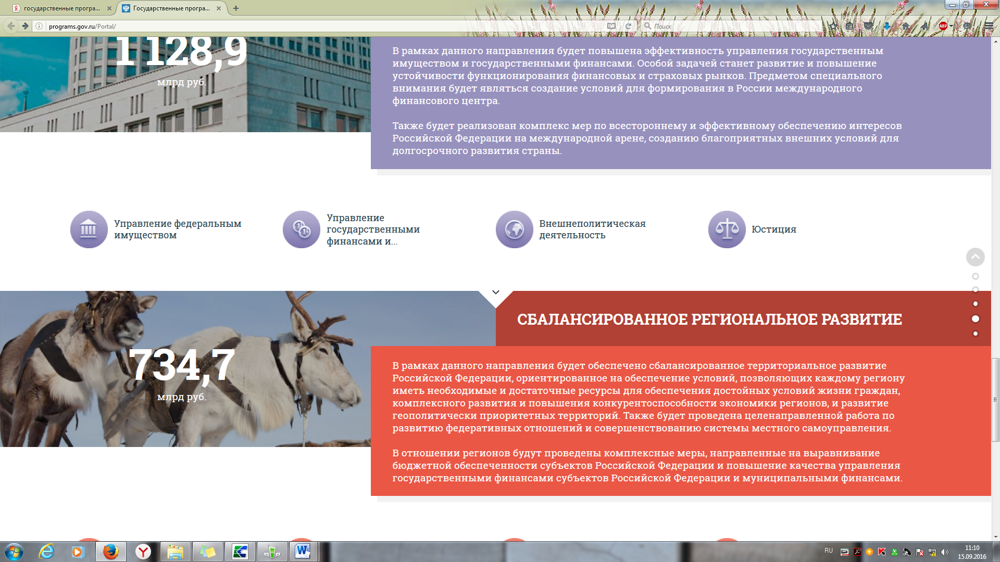 государственные програ...
Государственные програ...
programs.gov.ru/Portal/
Поиск
ABP
1 128,9
млрд руб.
В рамках данного направления будет повышена эффективность управления государственным
имуществом и государственными финансами. Особой задачей станет развитие и повышение
устойчивости функционирования финансовых и страховых рынков. Предметом специального
внимания будет являться создание условий для формирования в России международного
финансового центра.
Также будет реализован комплекс мер по всестороннему и эффективному обеспечению интересов
Российской Федерации на международной арене, созданию благоприятных внешних условий для
долгосрочного развития страны.
Управление федеральным
имуществом
Управление
государственными
финансами и...
Внешнеполитическая
деятельность
Юстиция
СБАЛАНСИРОВАННОЕ РЕГИОНАЛЬНОЕ РАЗВИТИЕ
734,7
млрд руб.
В рамках данного направления будет обеспечено сбалансированное территориальное развитие
Российской Федерации, ориентированное на обеспечение условий, позволяющих каждому региону
иметь необходимые и достаточные ресурсы для обеспечения достойных условий жизни граждан,
комплексного развития и повышения конкурентоспособности экономики регионов, и развитие
геополитически приоритетных территорий. Также будет проведена целенаправленной работа по
развитию федеративных отношений и совершенствованию системы местного самоуправления.
В отношении регионов будут проведены комплексные меры, направленные на выравнивание
бюджетной обеспеченности субъектов Российской Федерации и повышение качества управления
государственными финансами субъектов Российской Федерации и муниципальными финансами.
RU
11:10
15.09.2016